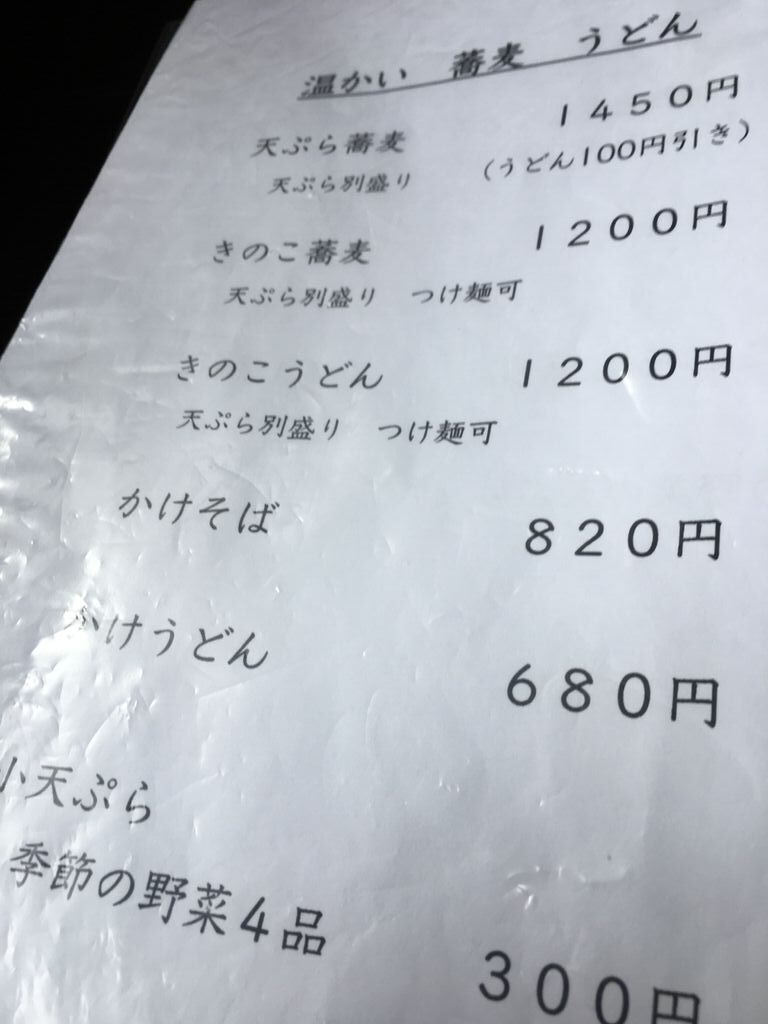 温かい　蕎麦　うどん
天ぷら蕎麦　１４５０円
天ぷら別盛り　（うどん100円引き）
きのこ蕎麦　１２００円
天ぷら別盛り　つけ麺可
きのこうどん　１２００円
天ぷら別盛り　つけ麺可
かけそば　８２０円
かけうどん　６８０円
小天ぷら
季節の野菜４品　３００円